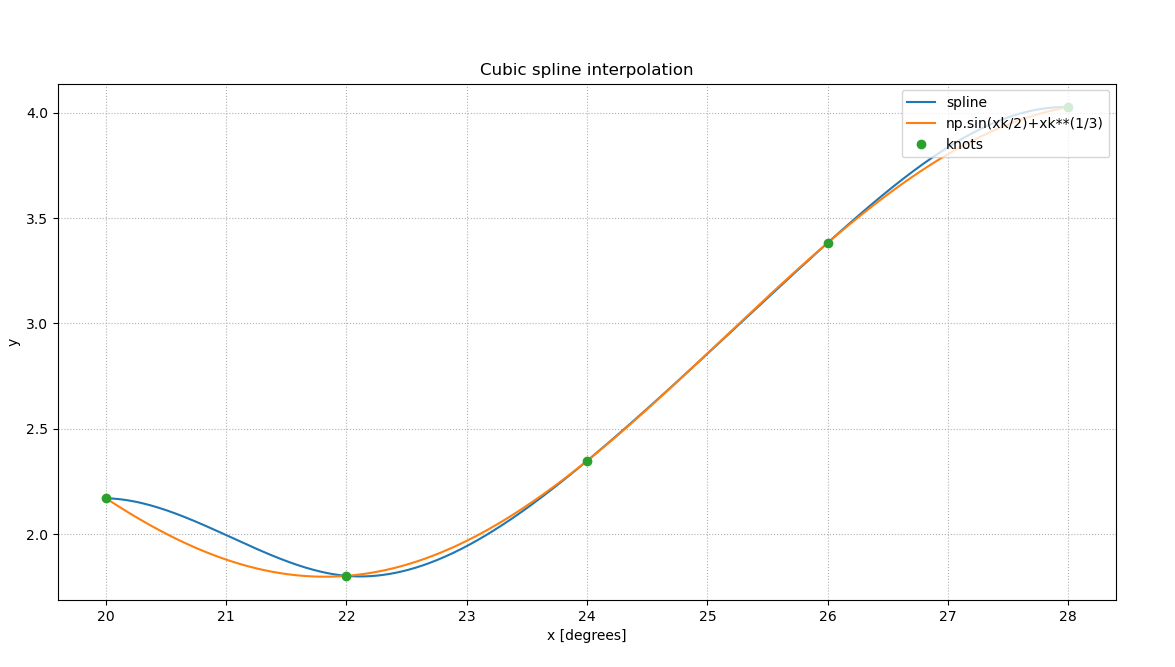 Cubic spline interpolation
spline
np.sin(xk/2)+xk**(1/3)
knots
4.0
3.5
3.0
2.5
2.0
y
20 21 22 23 24 25 26 27 28
x [degrees]